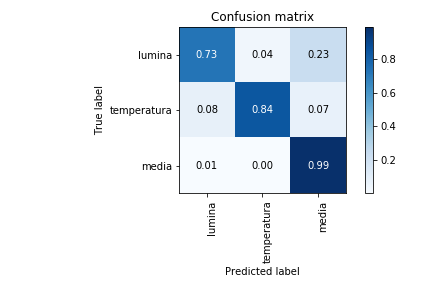 Confusion matrix
True label
lumina 0.73 0.04 0.23
temperatura 0.08 0.84 0.07
media 0.01 0.00 0.99
lumina temperatura media
Predicted label
0.8
0.6
0.4
0.2